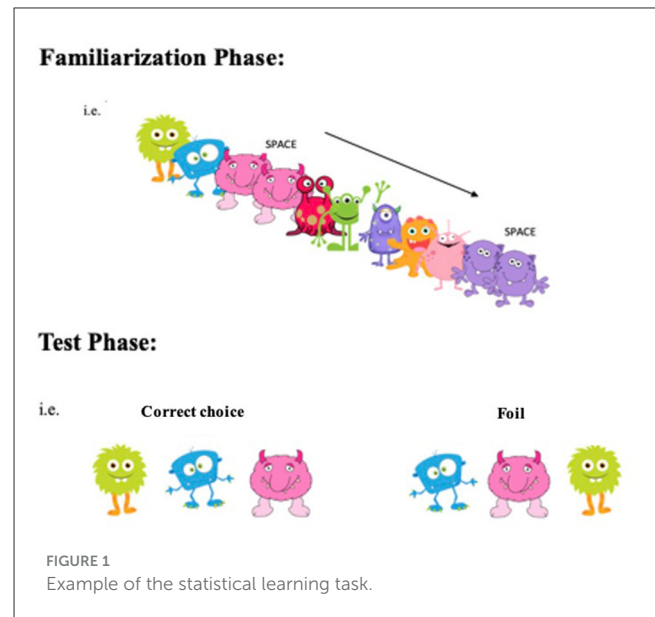 Familiarization Phase:
i.e.
SPACE
SPACE
Test Phase:
i.e. Correct choice Foil
FIGURE 1
Example of the statistical learning task.